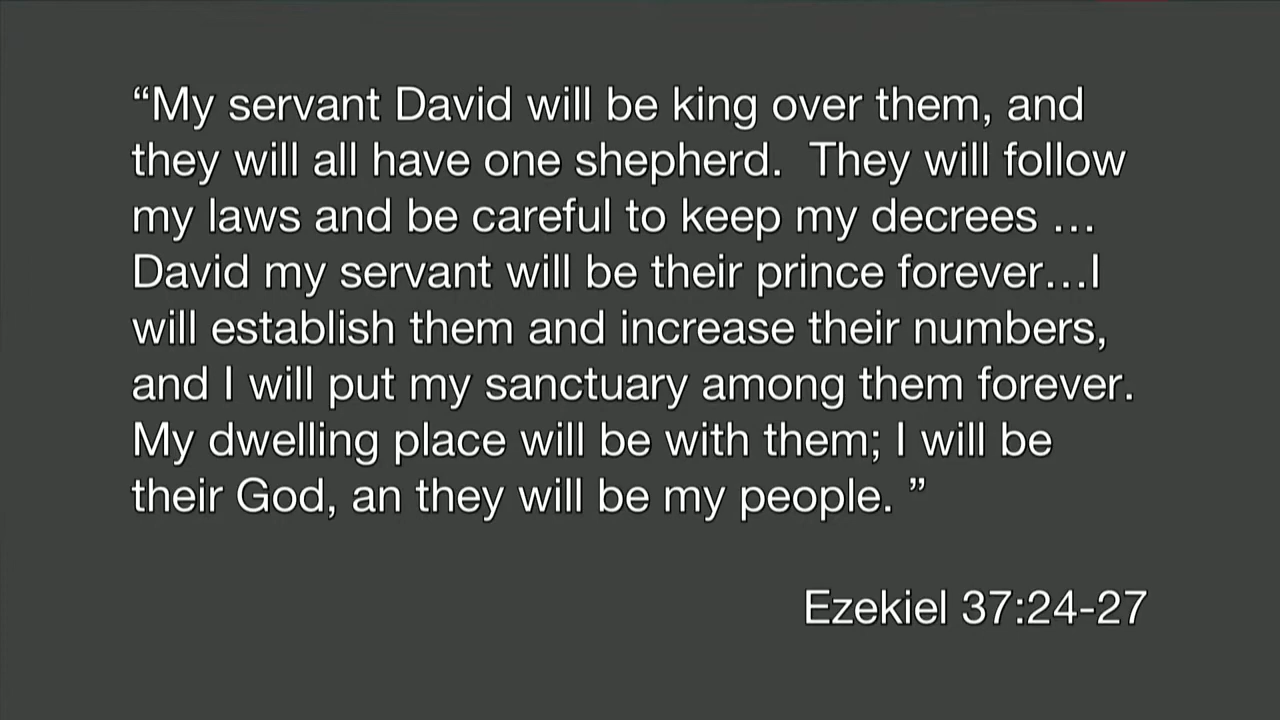 “My servant David will be king over them, and
they will all have one shepherd.  They will follow
my laws and be careful to keep my decrees …
David my servant will be their prince forever…I
will establish them and increase their numbers,
and I will put my sanctuary among them forever.
My dwelling place will be with them; I will be
their God, an they will be my people. ”
Ezekiel 37:24-27